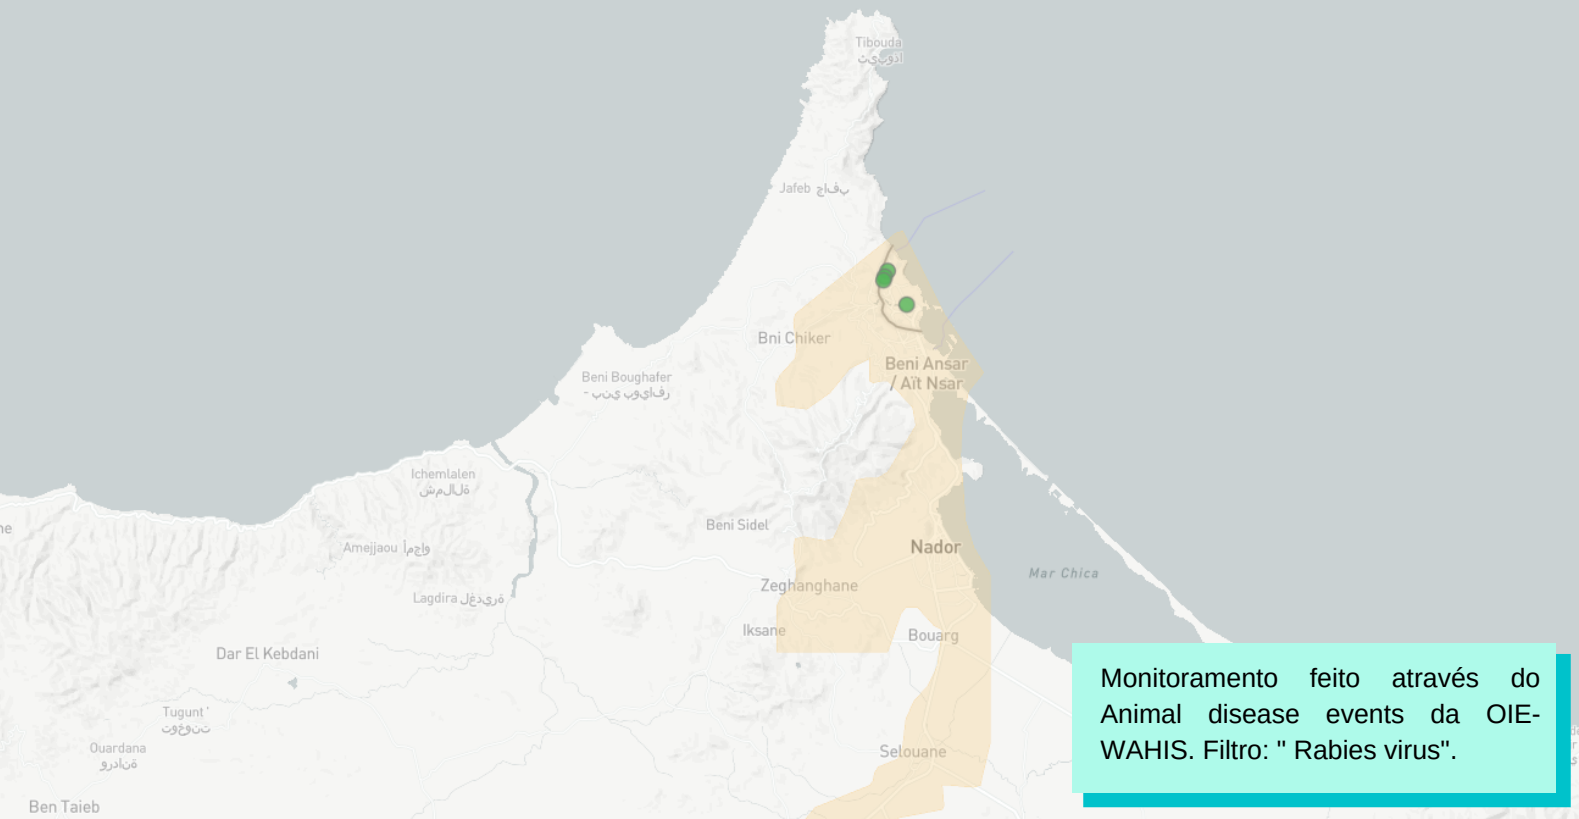 Tibouda
Jafeb
Bni Chiker
Beni Ansar
/ Aït Nsar
Beni Boughafer
Ichemlalen
Beni Sidel
Nador
Amejjaou
Mar Chica
Zeghanghane
Lagdira
Iksane
Bouarg
Dar El Kebdani
Monitoramento feito através do
Animal disease events da OIE-
WAHIS. Filtro: " Rabies virus".
Tugunt '
Ouardana
Selouane
Ben Taieb